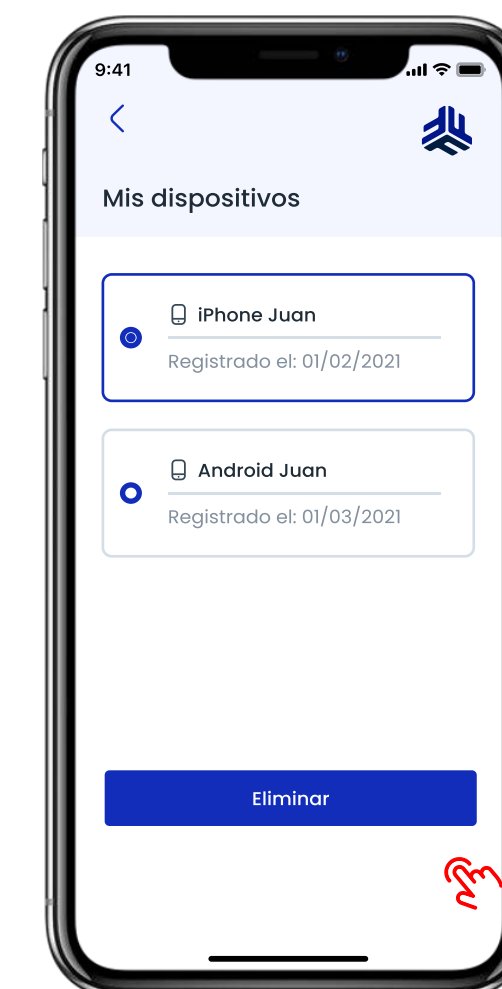 9:41
Mis dispositivos
iPhone Juan
Registrado el: 01/02/2021
Android Juan
Registrado el: 01/03/2021
Eliminar